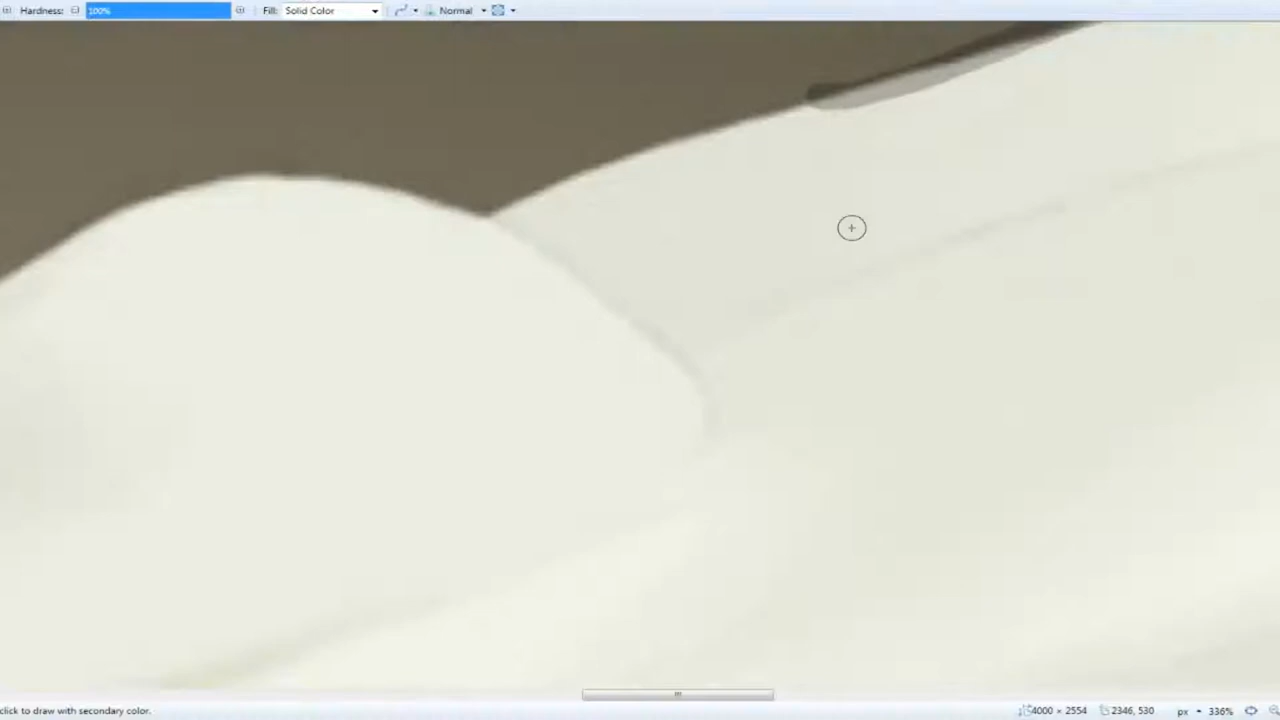 Hardness: 100% Fill: Solid Color Normal
click to draw with secondary color. 4000 × 2554 2346, 530 px 336%